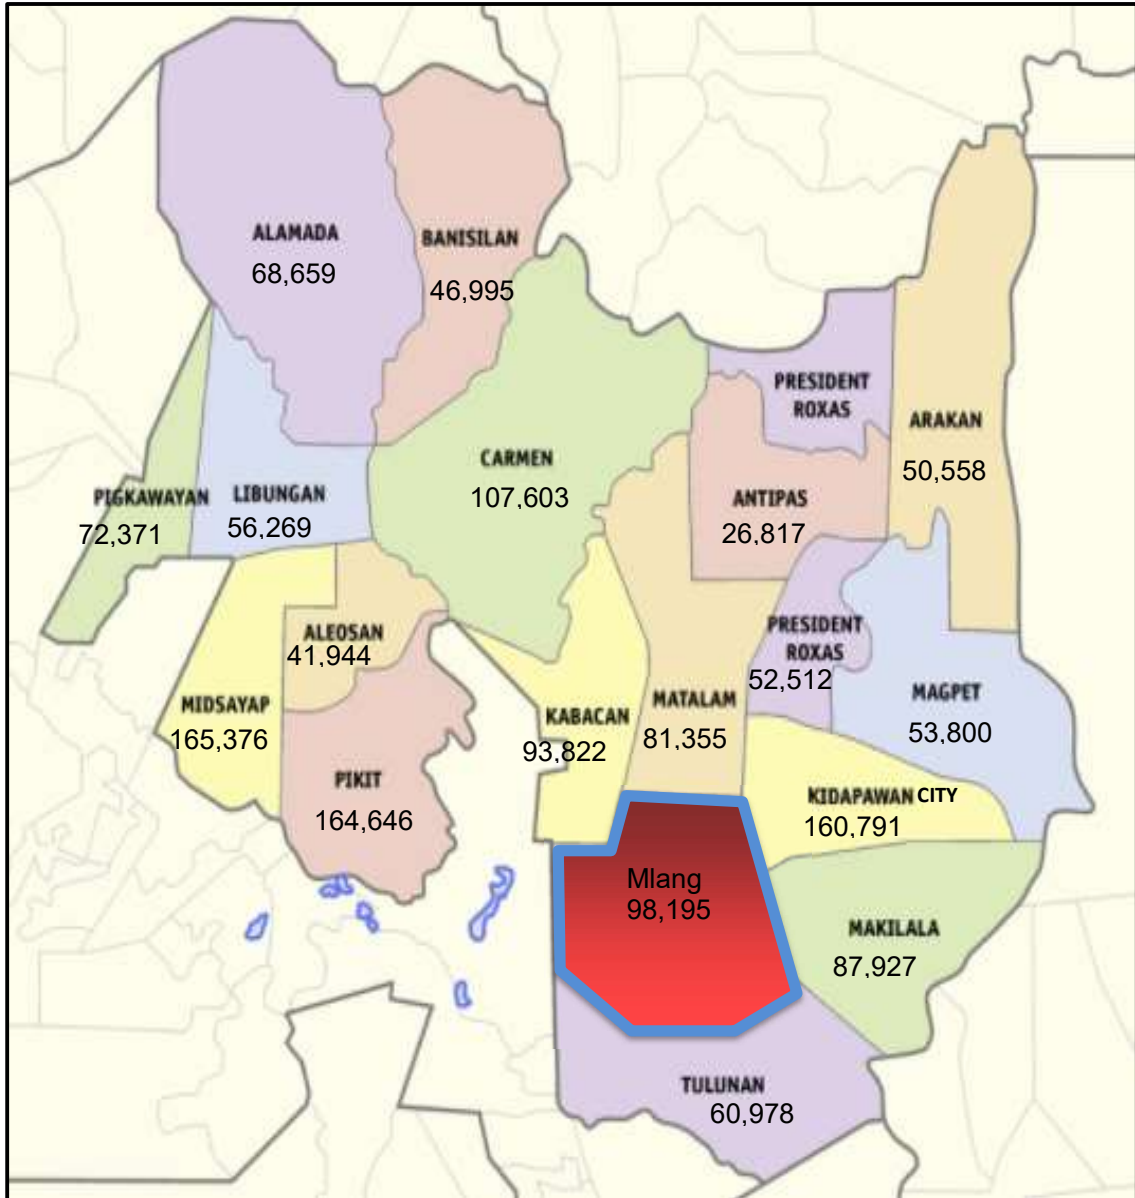 ALAMADA
68,659
BANISILAN
46,995
PRESIDENT
ROXAS
ARAKAN
50,558
CARMEN
107,603
PIGKAWAYAN
72,371
LIBUNGAN
56,269
ANTIPAS
26,817
ALEOSAN
41,944
PRESIDENT
ROXAS
52,512
MIDSAYAP
165,376
KABACAN
93,822
MATALAM
81,355
MAGPET
53,800
PIKIT
164,646
KIDAPAWAN CITY
160,791
Mlang
98,195
MAKILALA
87,927
TULUNAN
60,978